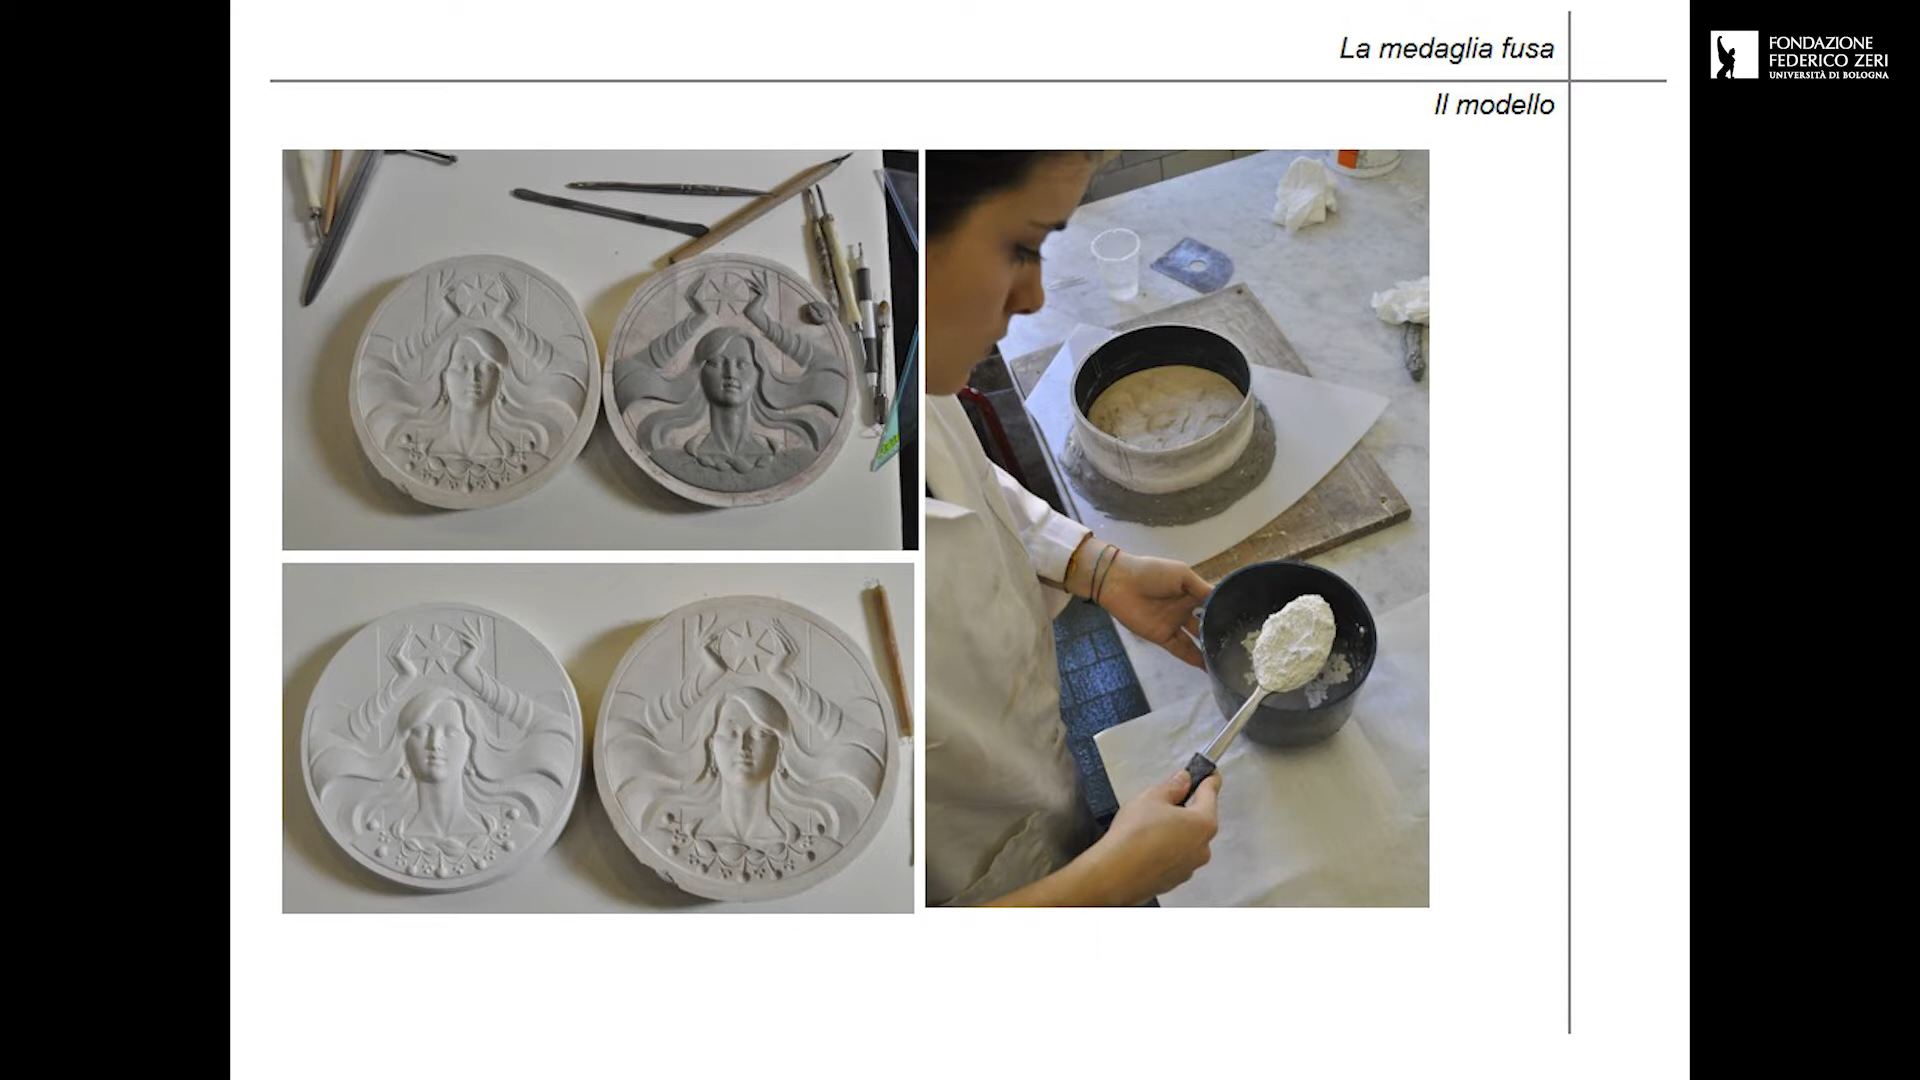 La medaglia fusa
Il modello
FONDAZIONE
FEDERICO ZERI
UNIVERSITÀ DI BOLOGNA